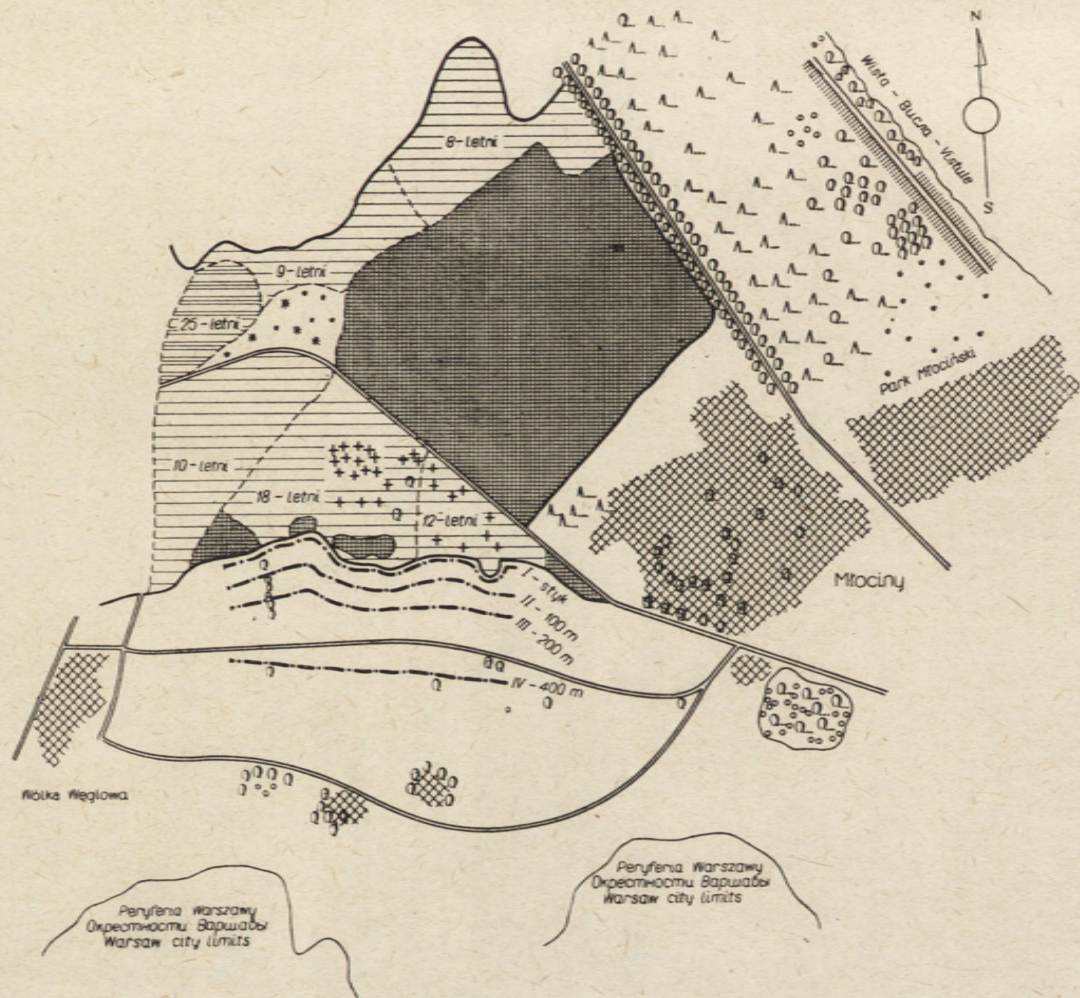 N
Wisła - Висла - Vistule
S
8-letni
9-letni
25-letni
Park Młociński
10-letni
18-letni
12-letni
I-styk
II-100 m
III-200 m
IV-400 m
Młociny
Wólka Węglowa
Peryferia Warszawy
Окрестности Варшавы
Warsaw city limits
Peryferia Warszawy
Окрестности Варшавы
Warsaw city limits